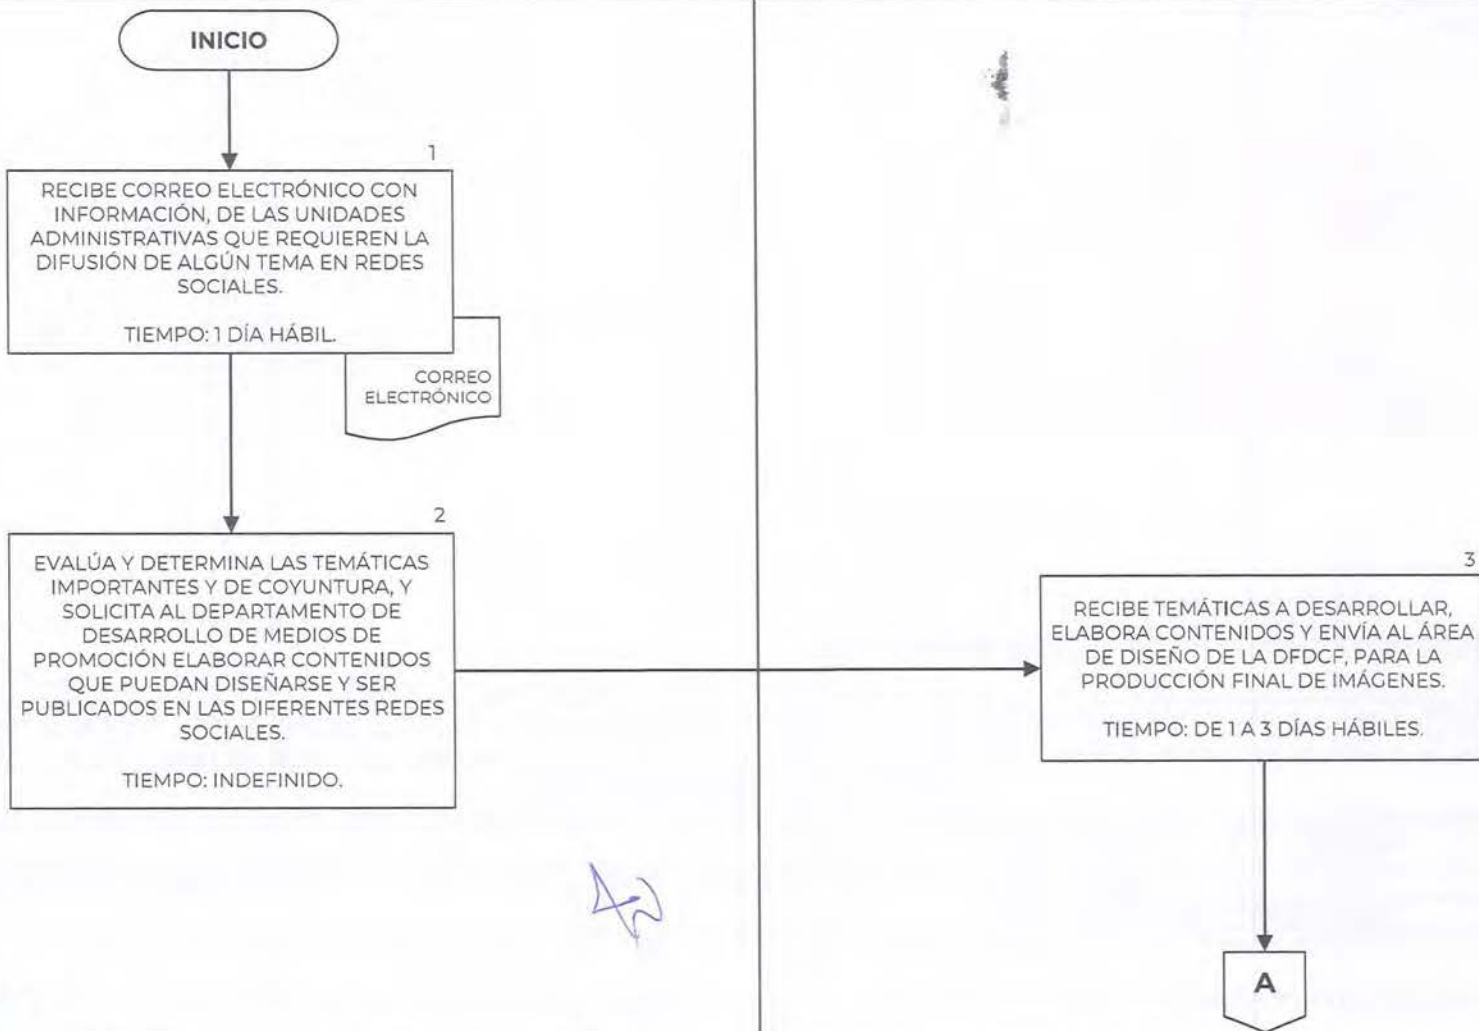 INICIO
1
RECIBE CORREO ELECTRÓNICO CON
INFORMACIÓN, DE LAS UNIDADES
ADMINISTRATIVAS QUE REQUIEREN LA
DIFUSIÓN DE ALGÚN TEMA EN REDES
SOCIALES.
TIEMPO: 1 DÍA HÁBIL.
CORREO
ELECTRÓNICO
2
EVALÚA Y DETERMINA LAS TEMÁTICAS
IMPORTANTES Y DE COYUNTURA, Y
SOLICITA AL DEPARTAMENTO DE
DESARROLLO DE MEDIOS DE
PROMOCIÓN ELABORAR CONTENIDOS
QUE PUEDAN DISEÑARSE Y SER
PUBLICADOS EN LAS DIFERENTES REDES
SOCIALES.
TIEMPO: INDEFINIDO.
3
RECIBE TEMÁTICAS A DESARROLLAR,
ELABORA CONTENIDOS Y ENVÍA AL ÁREA
DE DISEÑO DE LA DFDCF, PARA LA
PRODUCCIÓN FINAL DE IMÁGENES.
TIEMPO: DE 1 A 3 DÍAS HÁBILES.
A